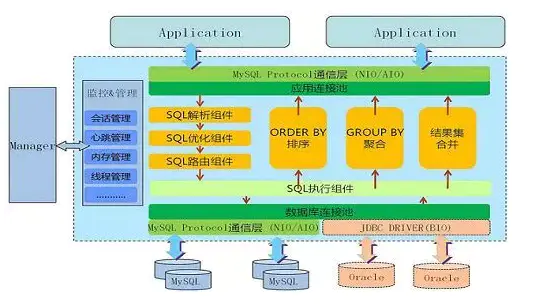 Application
Application
MySQL Protocol通信层 (NIO/AIO)
应用连接池
Manager
监控&管理
会话管理
心跳管理
内存管理
线程管理
...........
SQL解析组件
SQL优化组件
SQL路由组件
ORDER BY
排序
GROUP BY
聚合
结果集
合并
SQL执行组件
数据库连接池
MySQL Protocol通信层 (NIO/AIO)
JDBC DRIVER(BIO)
MySQL
MySQL
Oracle
Oracle